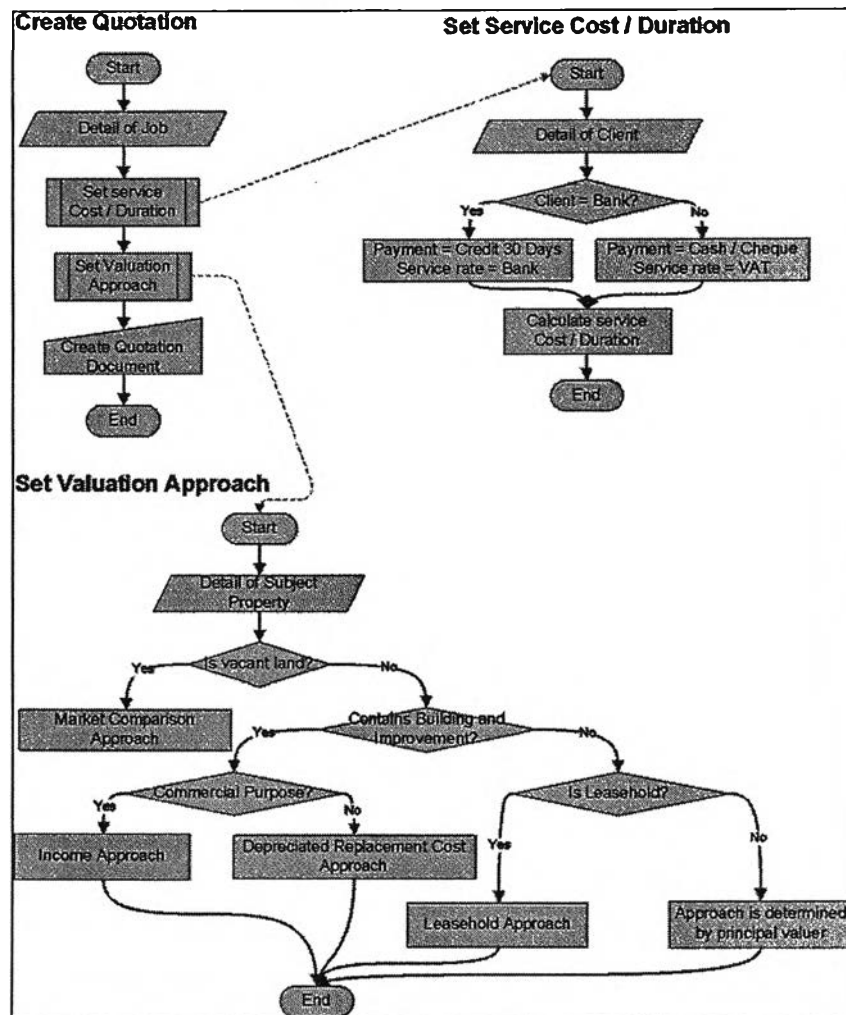 Create Quotation
Start
Detail of Job
Set service
Cost / Duration
Set Valuation
Approach
Create Quotation
Document
End
Set Service Cost / Duration
Start
Detail of Client
Client = Bank?
Yes
No
Payment = Credit 30 Days
Service rate = Bank
Payment = Cash / Cheque
Service rate = VAT
Calculate service
Cost / Duration
End
Set Valuation Approach
Start
Detail of Subject
Property
Is vacant land?
Yes
No
Market Comparison
Approach
Contains Building and
Improvement?
Yes
No
Commercial Purpose?
Yes
No
Is Leasehold?
Yes
No
Income Approach
Depreciated Replacement Cost
Approach
Leasehold Approach
Approach is determined
by principal valuer
End